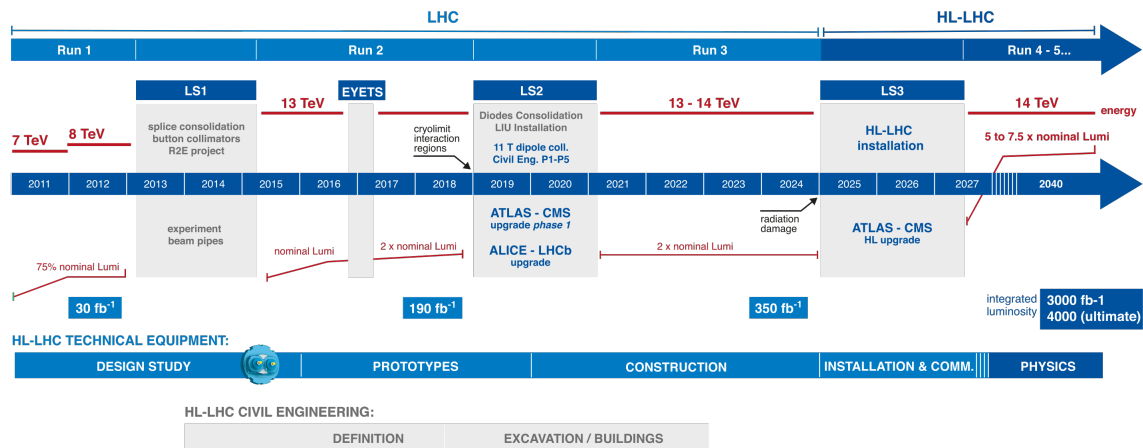 LHC
HL-LHC
Run 1
Run 2
Run 3
Run 4 - 5...
LS1
EYETS
LS2
LS3
13 TeV
13 - 14 TeV
14 TeV
energy
7 TeV
8 TeV
splice consolidation
button collimators
R2E project
cryolimit
interaction
regions
Diodes Consolidation
LIU Installation
11 T dipole coll.
Civil Eng. P1-P5
HL-LHC
installation
5 to 7.5 x nominal Lumi
2011 2012 2013 2014 2015 2016 2017 2018 2019 2020 2021 2022 2023 2024 2025 2026 2027 2040
experiment
beam pipes
ATLAS - CMS
upgrade phase 1
ALICE - LHCb
upgrade
radiation
damage
ATLAS - CMS
HL upgrade
75% nominal Lumi
nominal Lumi
2 x nominal Lumi
2 x nominal Lumi
30 fb-1
190 fb-1
350 fb-1
integrated
luminosity
3000 fb-1
4000 (ultimate)
HL-LHC TECHNICAL EQUIPMENT:
DESIGN STUDY
PROTOTYPES
CONSTRUCTION
INSTALLATION & COMM.
PHYSICS
HL-LHC CIVIL ENGINEERING:
DEFINITION
EXCAVATION / BUILDINGS